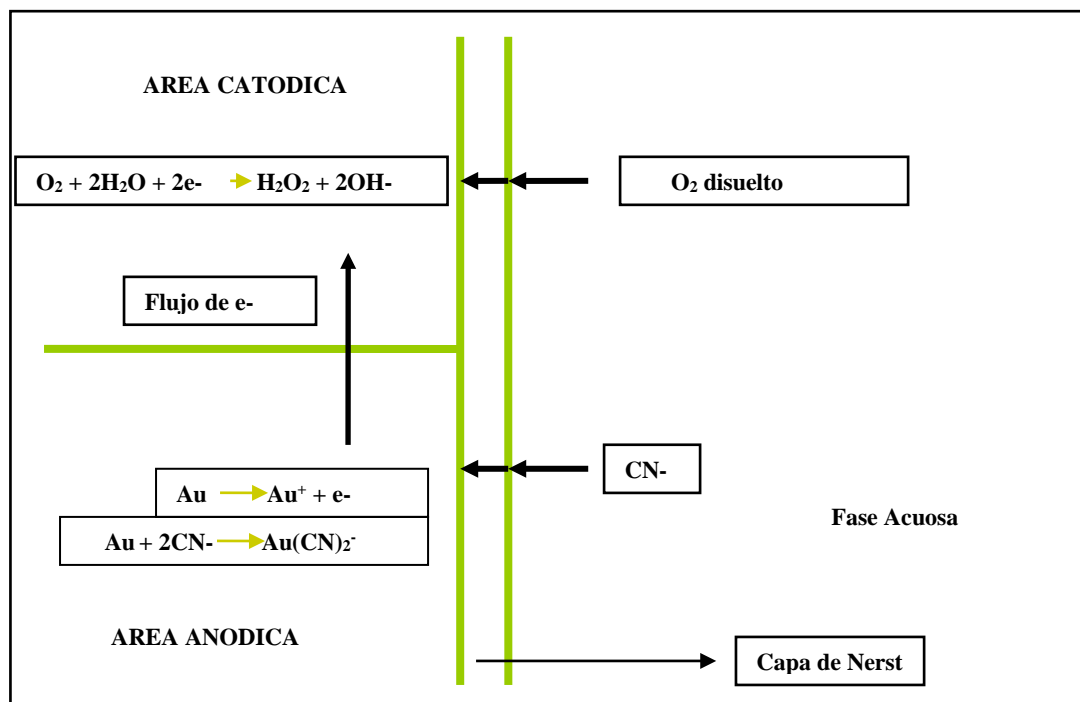 AREA CATODICA
O₂ + 2H₂O + 2e- → H₂O₂ + 2OH-
O₂ disuelto
Flujo de e-
CN-
Au → Au⁺ + e-
Au + 2CN- → Au(CN)₂⁻
Fase Acuosa
AREA ANODICA
Capa de Nerst